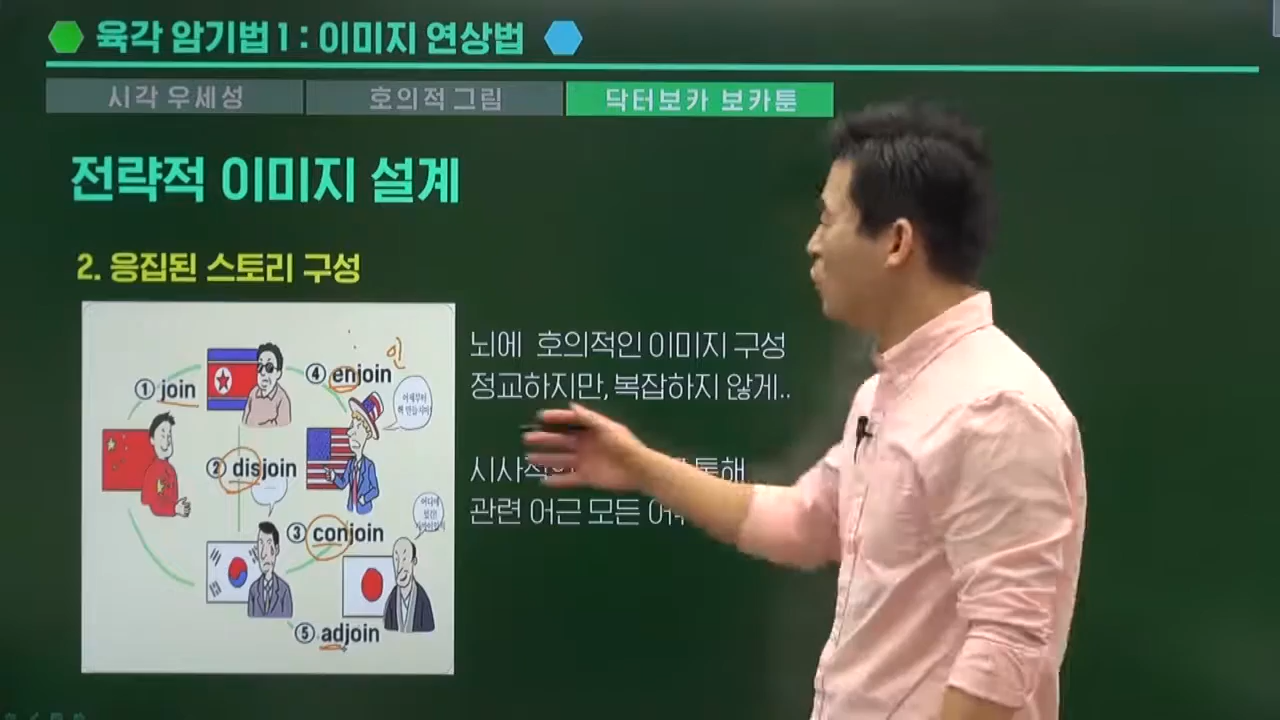 육각 암기법 1 : 이미지 연상법
시각 우세성
호의적 그림
닥터보카 보카툰
전략적 이미지 설계
2. 응집된 스토리 구성
① join
④ enjoin
인
② disjoin
③ conjoin
⑤ adjoin
뇌에 호의적인 이미지 구성
정교하지만, 복잡하지 않게..
통해
관련 어근 모든